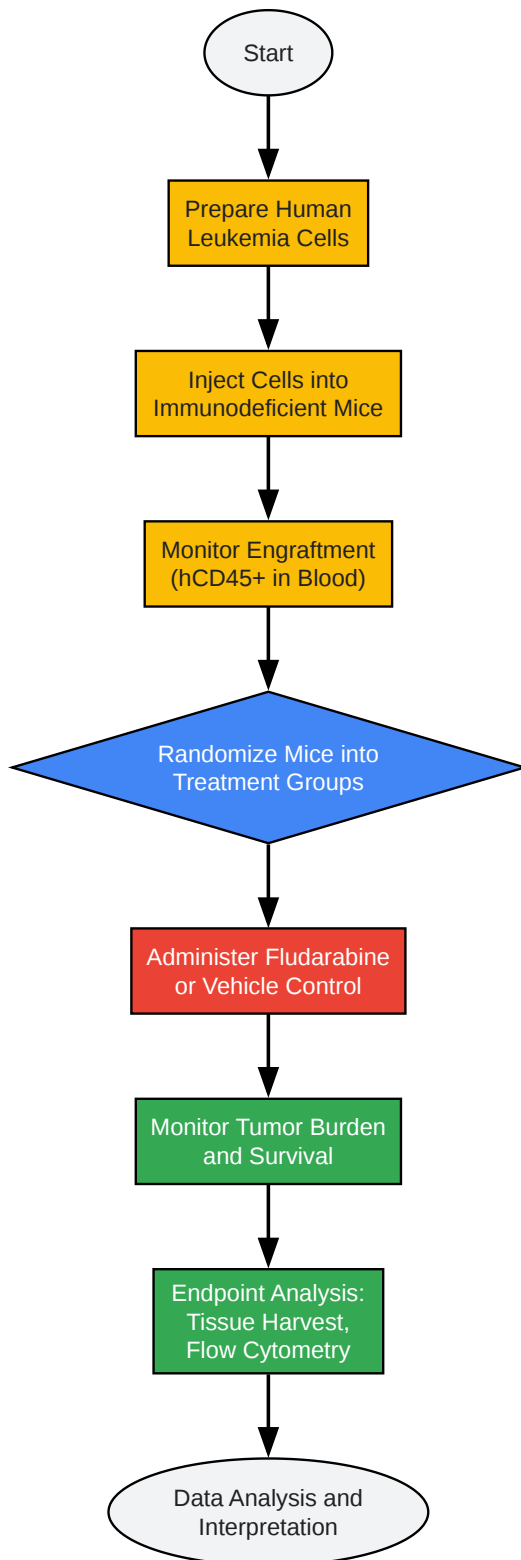 Start
Prepare Human
Leukemia Cells
Inject Cells into
Immunodeficient Mice
Monitor Engraftment
(hCD45+ in Blood)
Randomize Mice into
Treatment Groups
Administer Fludarabine
or Vehicle Control
Monitor Tumor Burden
and Survival
Endpoint Analysis:
Tissue Harvest,
Flow Cytometry
Data Analysis and
Interpretation